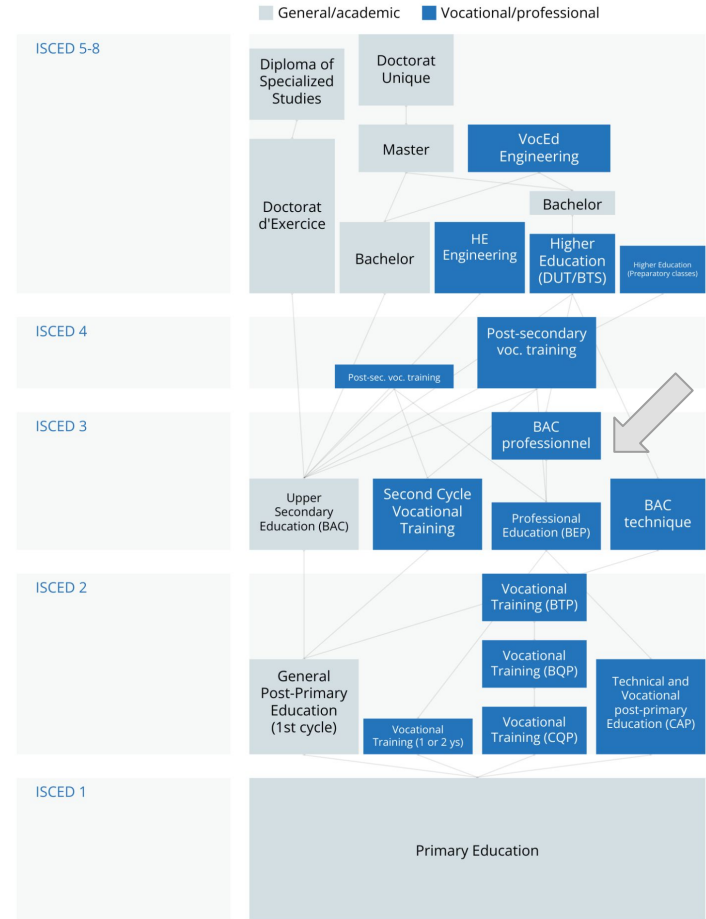 General/academic
Vocational/professional
ISCED 5-8
Diploma of
Specialized
Studies
Doctorat
Unique
Master
VocEd
Engineering
Doctorat
d'Exercice
Bachelor
Bachelor
HE
Engineering
Higher
Education
(DUT/BTS)
Higher Education
(Preparatory classes)
ISCED 4
Post-secondary
voc. training
Post-sec. voc. training
ISCED 3
BAC
professionnel
Upper
Secondary
Education (BAC)
Second Cycle
Vocational
Training
Professional
Education (BEP)
BAC
technique
ISCED 2
Vocational
Training (BTP)
Vocational
Training (BQP)
General
Post-Primary
Education
(1st cycle)
Vocational
Training (1 or 2 ys)
Vocational
Training (CQP)
Technical and
Vocational
post-primary
Education (CAP)
ISCED 1
Primary Education